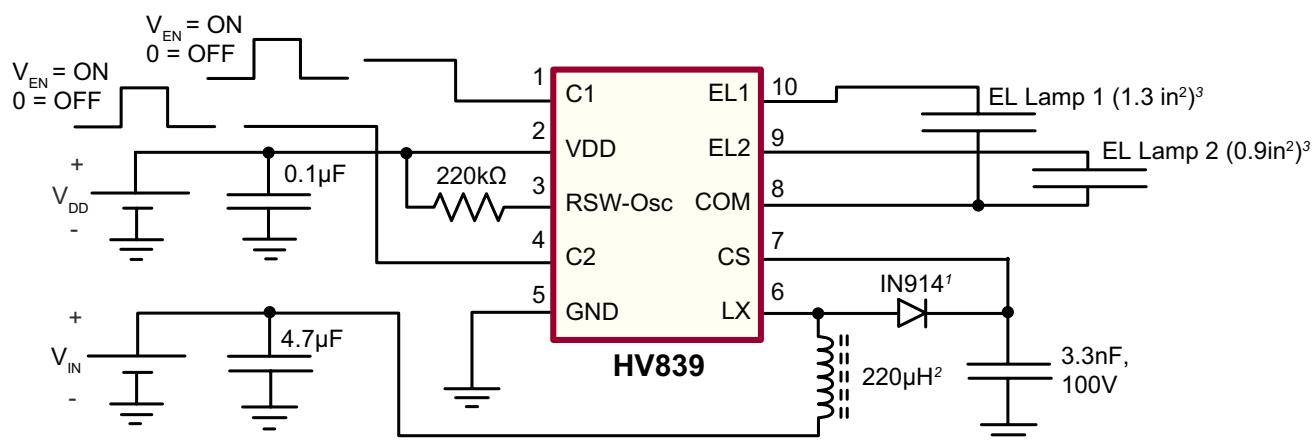 V_EN = ON
0 = OFF
V_EN = ON
0 = OFF
1
C1
EL1
10
EL Lamp 1 (1.3 in²)³
2
VDD
EL2
9
EL Lamp 2 (0.9in²)³
+
V_DD
-
0.1µF
220kΩ
3
RSW-Osc
COM
8
4
C2
CS
7
5
GND
LX
6
IN914¹
+
V_IN
-
4.7µF
HV839
220µH²
3.3nF,
100V